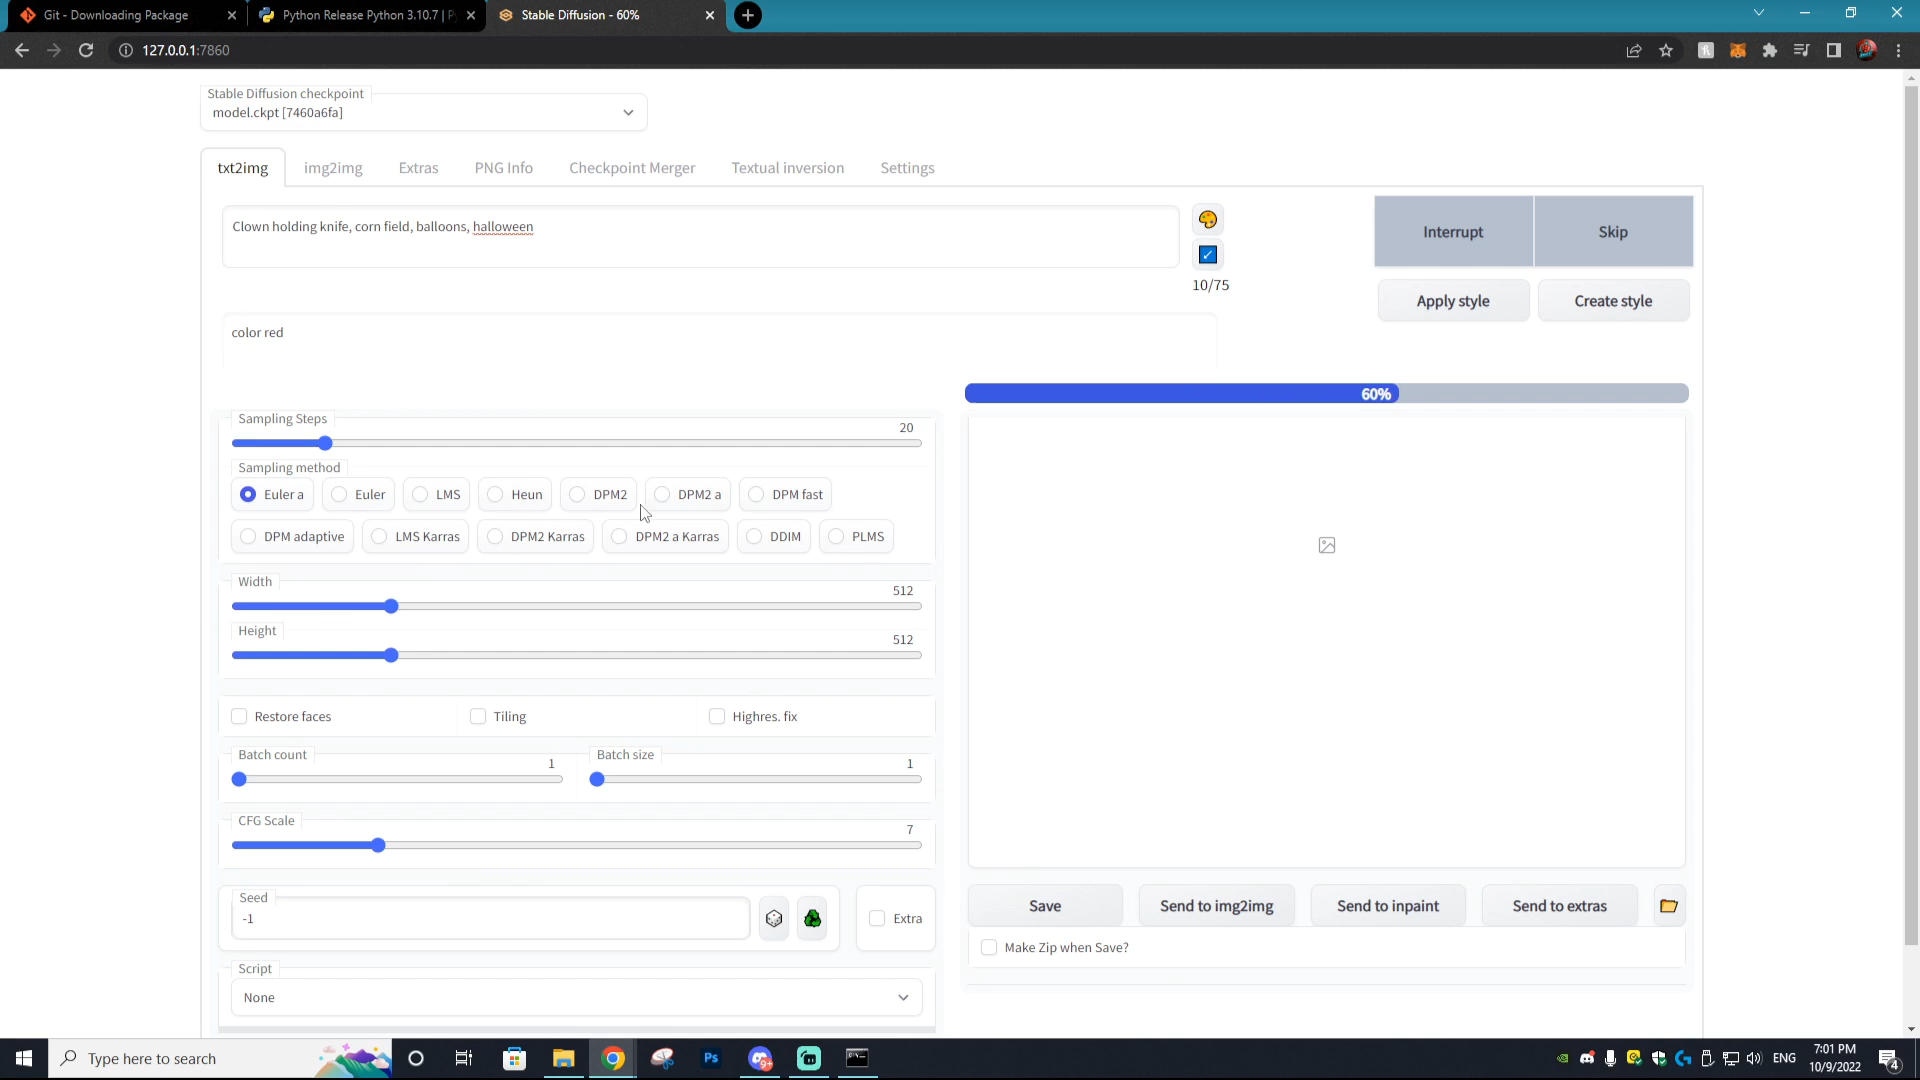 Git - Downloading Package
Python Release Python 3.10.7 | P
Stable Diffusion - 60%
127.0.0.1:7860
Stable Diffusion checkpoint
model.ckpt [7460a6fa]
txt2img
img2img
Extras
PNG Info
Checkpoint Merger
Textual inversion
Settings
Clown holding knife, corn field, balloons, halloween
10/75
Interrupt
Skip
Apply style
Create style
color red
60%
Sampling Steps
20
Sampling method
Euler a
Euler
LMS
Heun
DPM2
DPM2 a
DPM fast
DPM adaptive
LMS Karras
DPM2 Karras
DPM2 a Karras
DDIM
PLMS
Width
512
Height
512
Restore faces
Tiling
Highres. fix
Batch count
1
Batch size
1
CFG Scale
7
Seed
-1
Extra
Save
Send to img2img
Send to inpaint
Send to extras
Make Zip when Save?
Script
None
Type here to search
Ps
9+
ENG
7:01 PM
10/9/2022
4